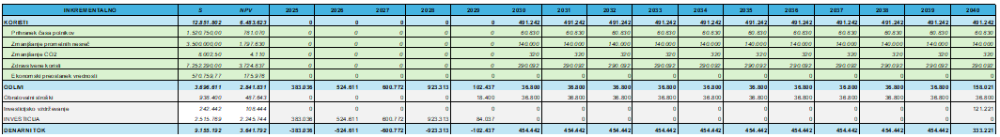 INKREMENTALNO S NPV 2025 2026 2027 2028 2029 2030 2031 2032 2033 2034 2035 2036 2037 2038 2039 2040
KORISTI 12.851.802 6.483.623 0 0 0 0 0 491.242 491.242 491.242 491.242 491.242 491.242 491.242 491.242 491.242 491.242 491.242
Prihranek časa potnikov 1.520.750,00 781.070 0 0 0 0 0 60.830 60.830 60.830 60.830 60.830 60.830 60.830 60.830 60.830 60.830 60.830
Zmanjšanje prometnih nesreč 3.500.000,00 1.797.630 0 0 0 0 0 140.000 140.000 140.000 140.000 140.000 140.000 140.000 140.000 140.000 140.000 140.000
Zmanjšanje CO2 8.002,50 4.110 0 0 0 0 0 320 320 320 320 320 320 320 320 320 320 320
Zdravstvene koristi 7.252.290,00 3.724.837 0 0 0 0 0 290.092 290.092 290.092 290.092 290.092 290.092 290.092 290.092 290.092 290.092 290.092
Ekonomski preostanek vrednosti 570.759,77 175.976 0 0 0 0 0 0 0 0 0 0 0 0 0 0 0 0
ODLIVI 3.696.611 2.841.831 383.036 524.611 600.772 923.313 102.437 36.800 36.800 36.800 36.800 36.800 36.800 36.800 36.800 36.800 36.800 158.021
Obratovalni stroški 938.400 487.643 0 0 0 0 18.400 36.800 36.800 36.800 36.800 36.800 36.800 36.800 36.800 36.800 36.800 36.800
Investicijsko vzdrževanje 242.442 108.444 0 0 0 0 0 0 0 0 0 0 0 0 0 0 0 121.221
INVESTICIJA 2.515.769 2.245.744 383.036 524.611 600.772 923.313 84.037
DENARNI TOK 9.155.192 3.641.792 -383.036 -524.611 -600.772 -923.313 -102.437 454.442 454.442 454.442 454.442 454.442 454.442 454.442 454.442 454.442 454.442 333.221